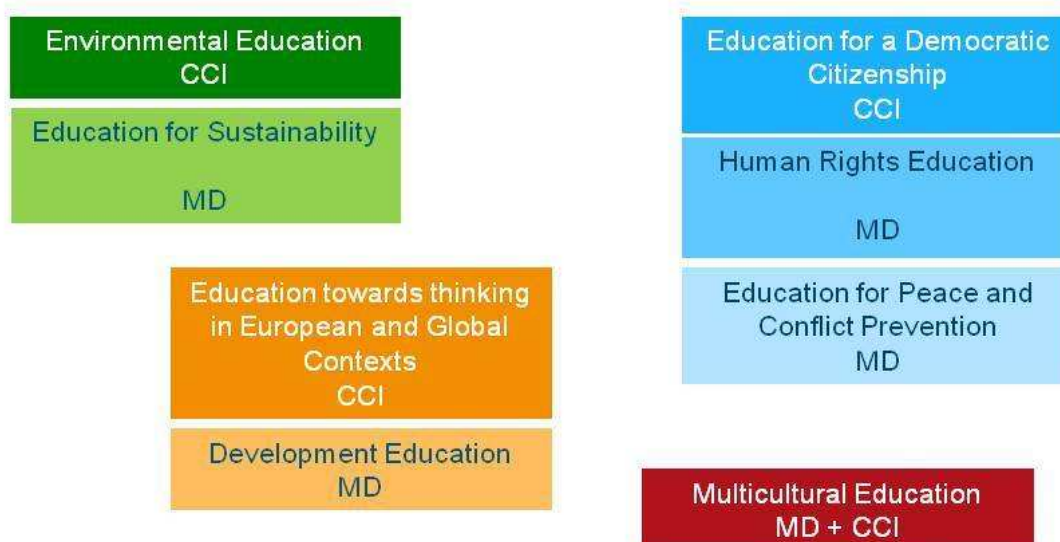 Environmental Education
CCI
Education for Sustainability
MD
Education for a Democratic
Citizenship
CCI
Human Rights Education
MD
Education for Peace and
Conflict Prevention
MD
Education towards thinking
in European and Global
Contexts
CCI
Development Education
MD
Multicultural Education
MD + CCI